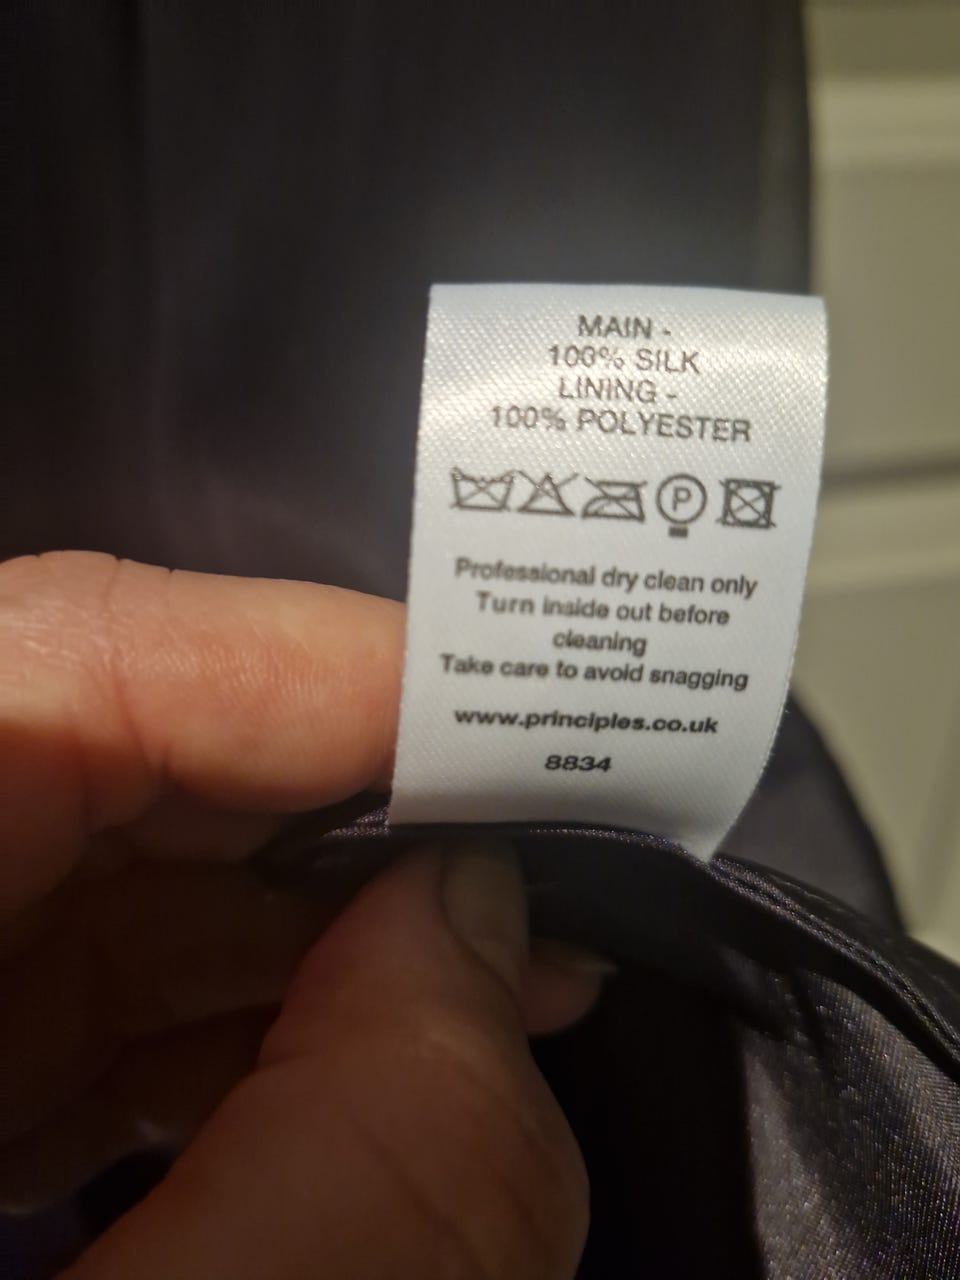 MAIN -
100% SILK
LINING -
100% POLYESTER
P
Professional dry clean only
Turn inside out before
cleaning
Take care to avoid snagging
www.principles.co.uk
8834